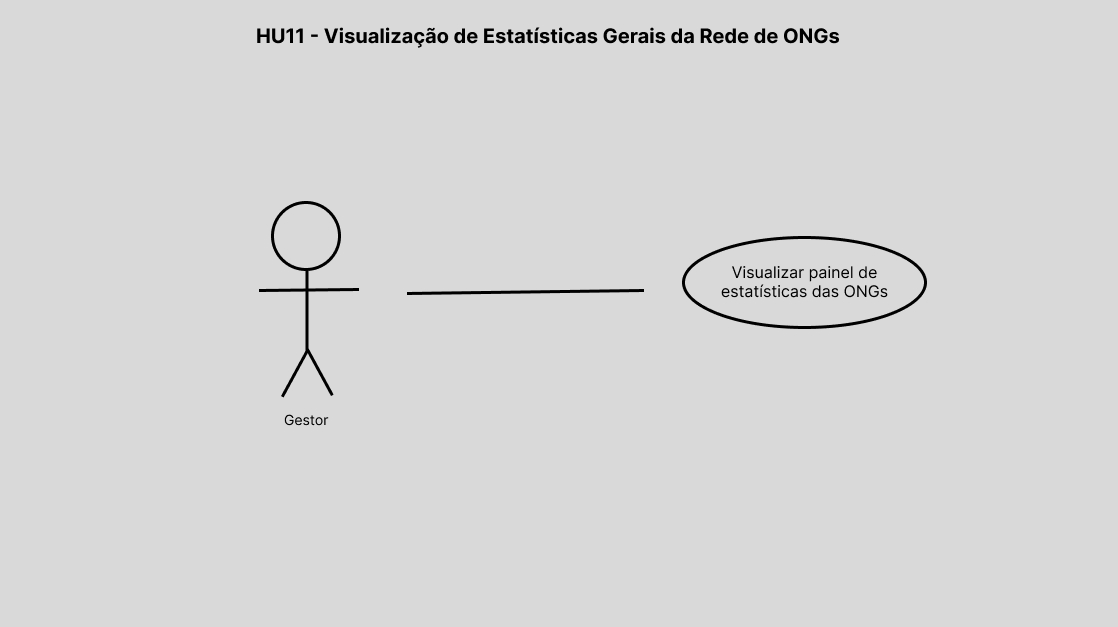 HU11 - Visualização de Estatísticas Gerais da Rede de ONGs
Visualizar painel de
estatísticas das ONGs
Gestor